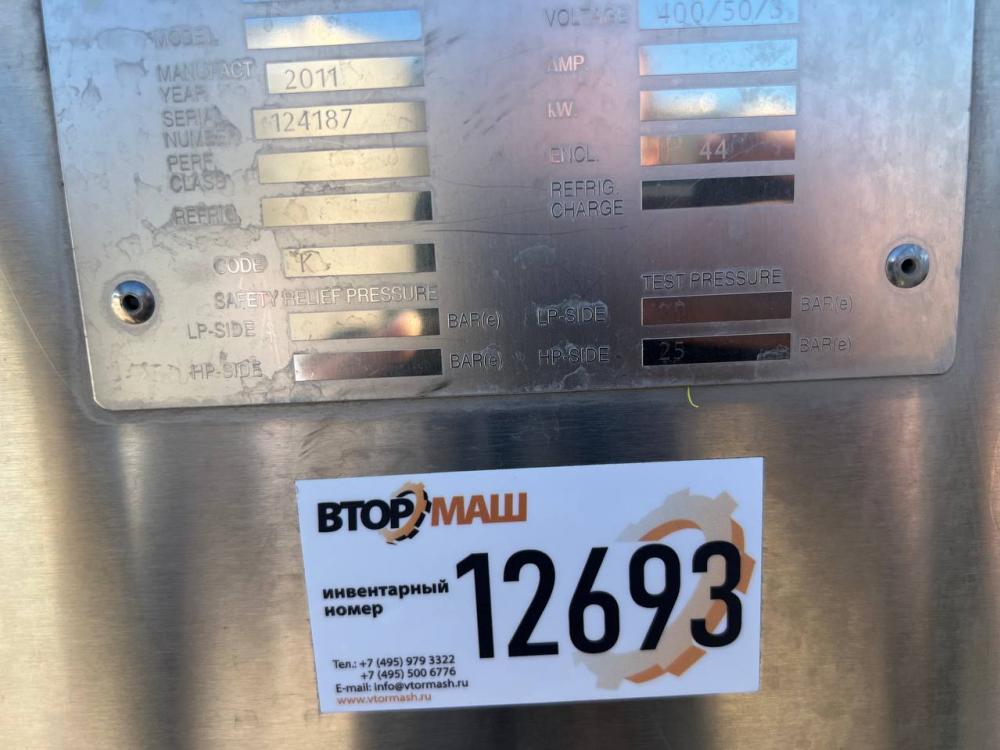 MODEL
MANUFACT. 2011
YEAR
SERIAL 124187
NUMBER
PERF.
CLASS
REFRIG.
CODE K
SAFETY RELIEF PRESSURE
LP-SIDE BAR(e)
HP-SIDE BAR(e)
VOLTAGE 400/50/3
AMP.
kW.
ENCL. 44
REFRIG.
CHARGE
TEST PRESSURE
LP-SIDE BAR(e)
HP-SIDE 25 BAR(e)
ВТОРМАШ
инвентарный
номер
12693
Тел.: +7 (495) 979 3322
+7 (495) 500 6776
E-mail: info@vtormash.ru
www.vtormash.ru